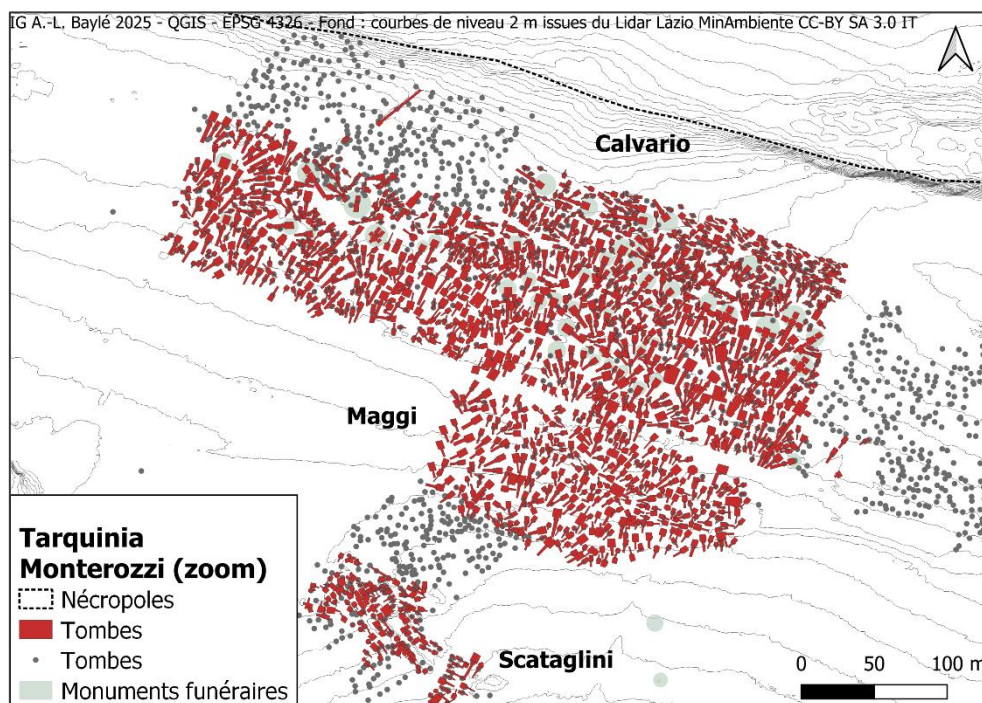 IG A.-L. Baylé 2025 - QGIS - EPSG 4326 - Fond : courbes de niveau 2 m issues du Lidar Lazio MinAmbiente CC-BY SA 3.0 IT
Calvario
Maggi
Scataglini
Tarquinia
Monterozzi (zoom)
Nécropoles
Tombes
Tombes
Monuments funéraires
0 50 100 m